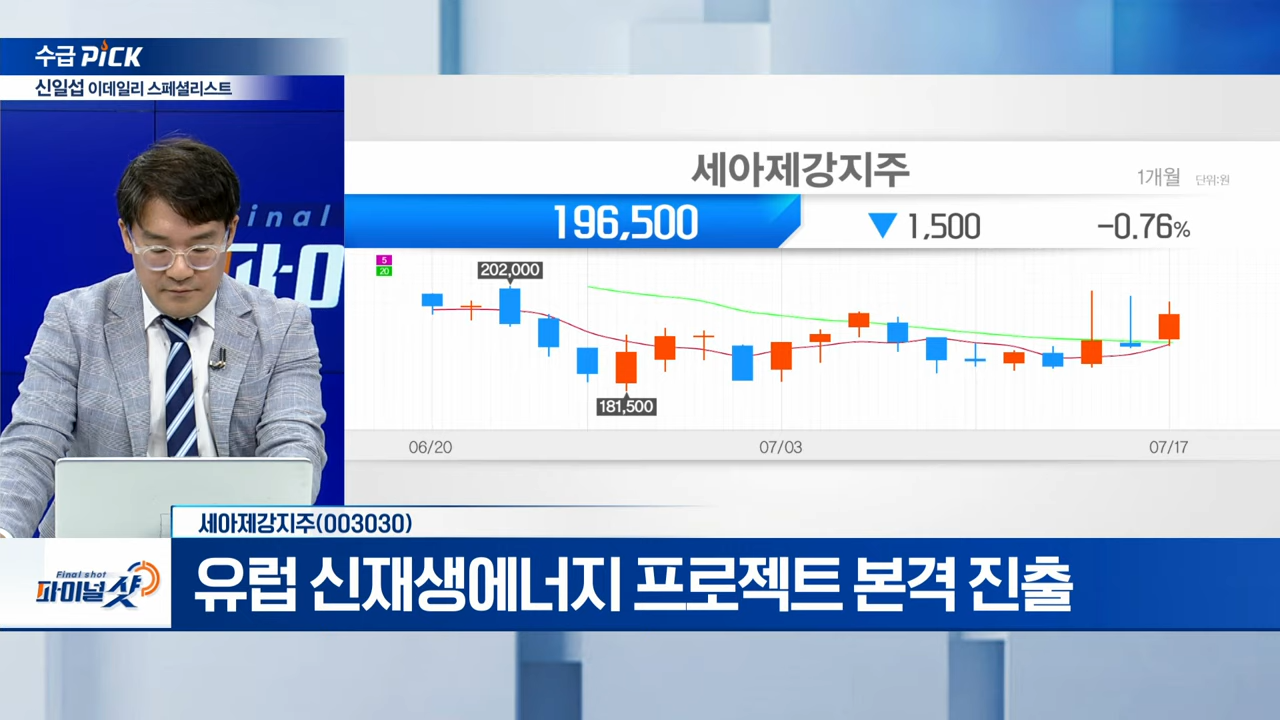 수급 PICK
신일섭 이데일리 스페셜리스트
Final
파이
세아제강지주
1개월 단위:원
196,500 ▼ 1,500 -0.76%
5
20
202,000
181,500
06/20 07/03 07/17
세아제강지주(003030)
Final shot
파이널샷
유럽 신재생에너지 프로젝트 본격 진출